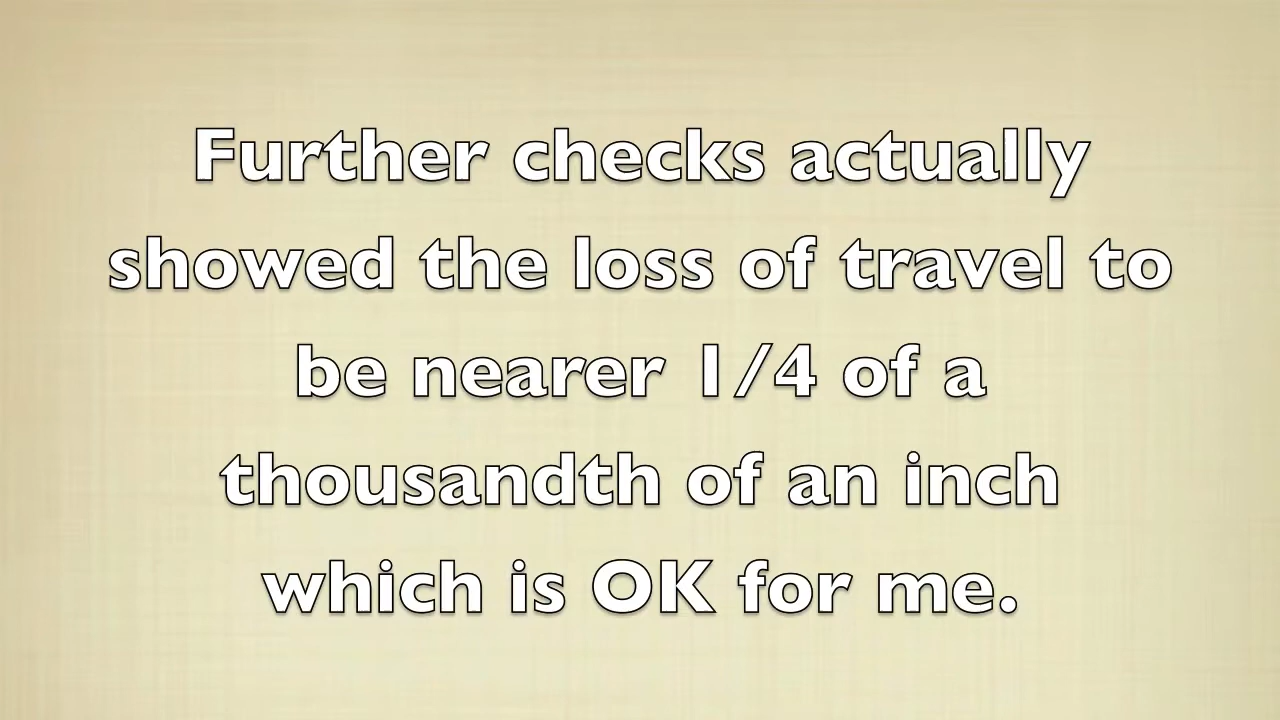 Further checks actually
showed the loss of travel to
be nearer 1/4 of a
thousandth of an inch
which is OK for me.